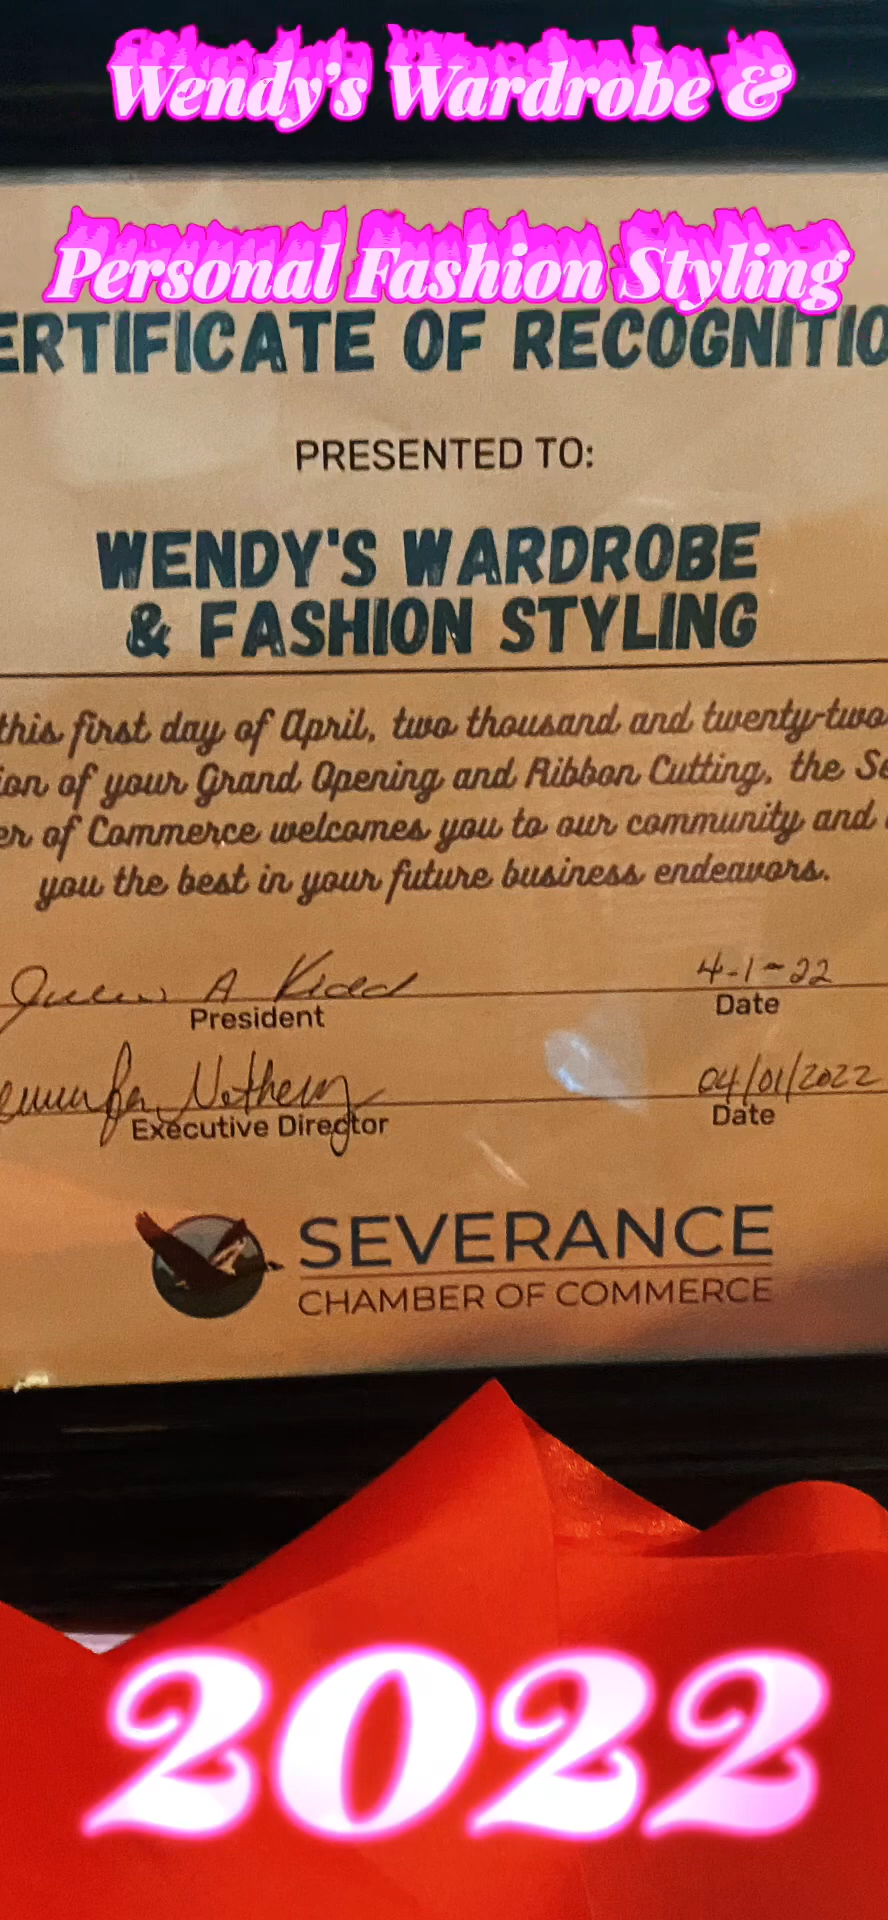 Wendy's Wardrobe &
Personal Fashion Styling
ERTIFICATE OF RECOGNITIO
PRESENTED TO:
WENDY'S WARDROBE
& FASHION STYLING
this first day of April, two thousand and twenty-two
ion of your Grand Opening and Ribbon Cutting, the Se
er of Commerce welcomes you to our community and
you the best in your future business endeavors.
A Kidd 4-1-22
President Date
Nethery 04/01/2022
Executive Director Date
SEVERANCE
CHAMBER OF COMMERCE
2022